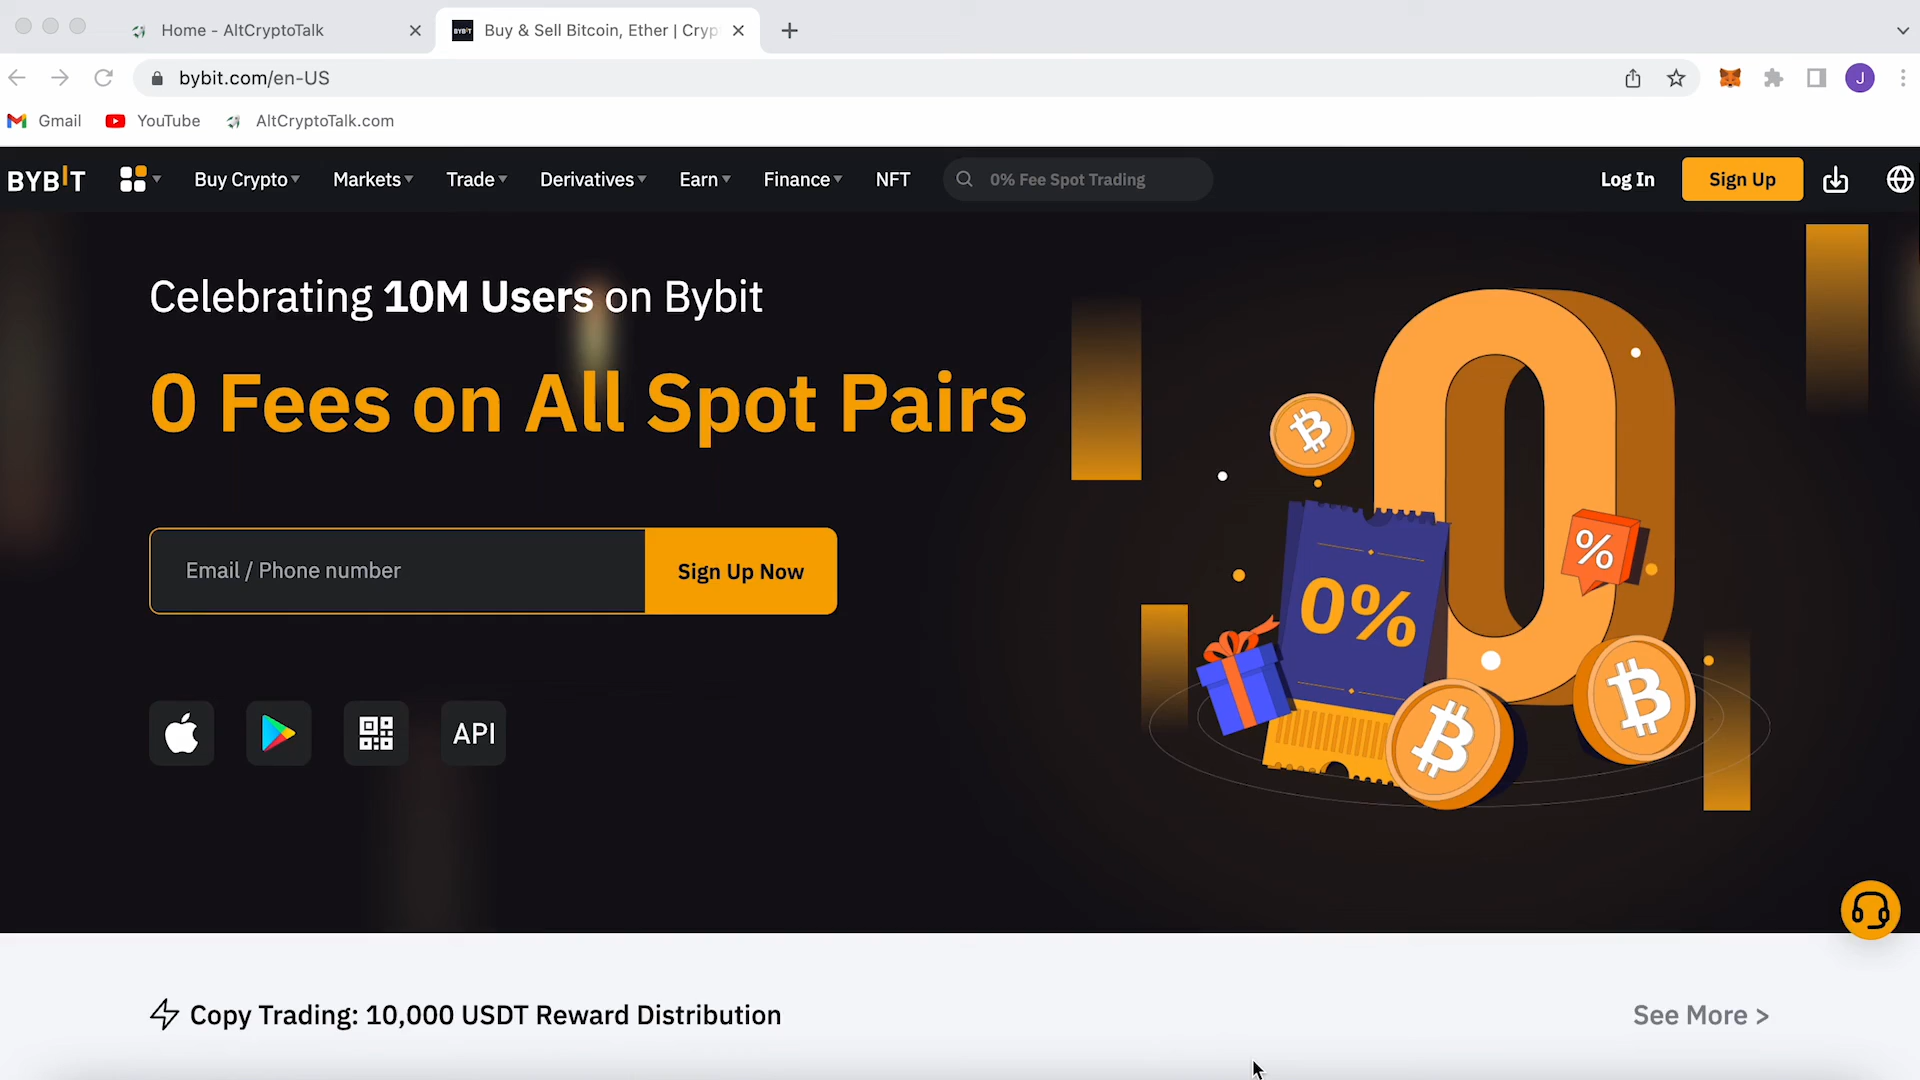 Home - AltCryptoTalk
BYBIT
Buy & Sell Bitcoin, Ether | Cryp
bybit.com/en-US
J
Gmail
YouTube
AltCryptoTalk.com
BYBIT
Buy Crypto
Markets
Trade
Derivatives
Earn
Finance
NFT
0% Fee Spot Trading
Log In
Sign Up
Celebrating 10M Users on Bybit
0 Fees on All Spot Pairs
Email / Phone number
Sign Up Now
API
0
%
0%
Copy Trading: 10,000 USDT Reward Distribution
See More >